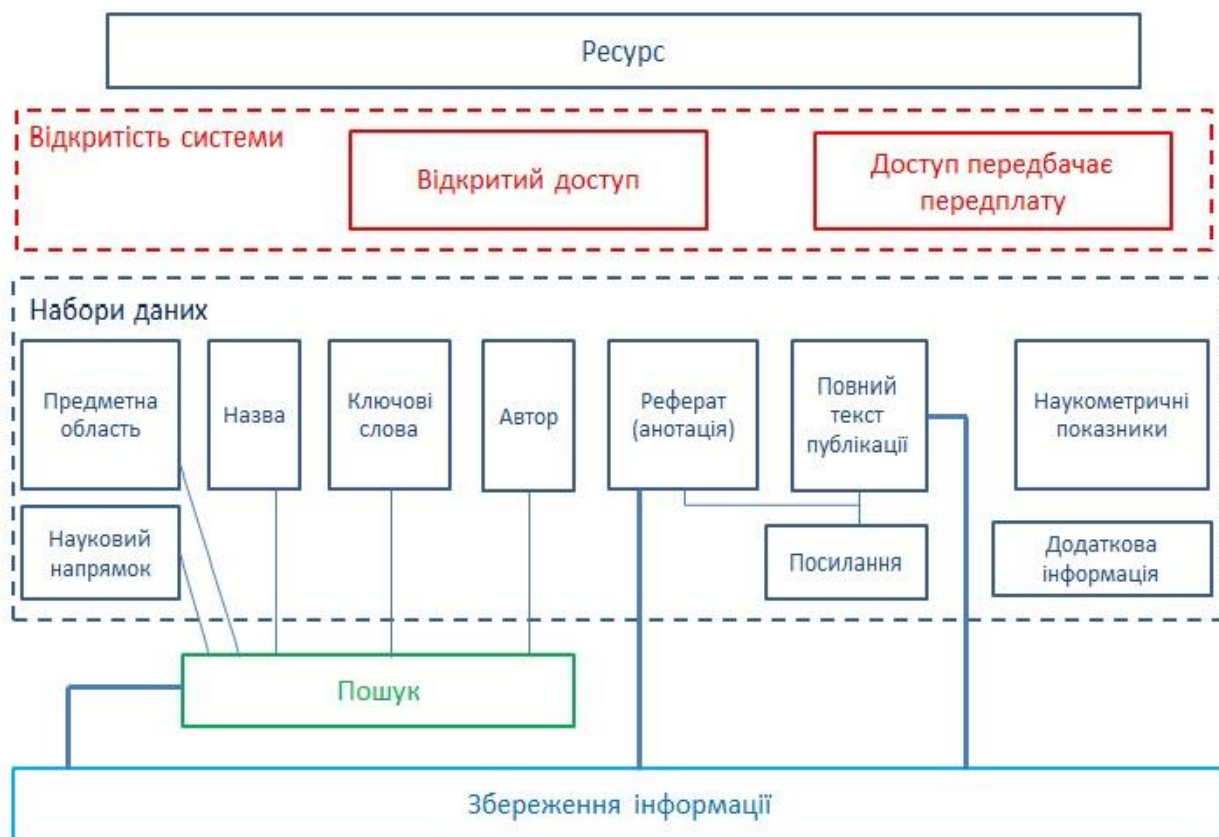 Ресурс
Відкритість системи
Відкритий доступ
Доступ передбачає
передплату
Набори даних
Предметна
область
Назва
Ключові
слова
Автор
Реферат
(анотація)
Повний
текст
публікації
Наукометричні
показники
Науковий
напрямок
Посилання
Додаткова
інформація
Пошук
Збереження інформації